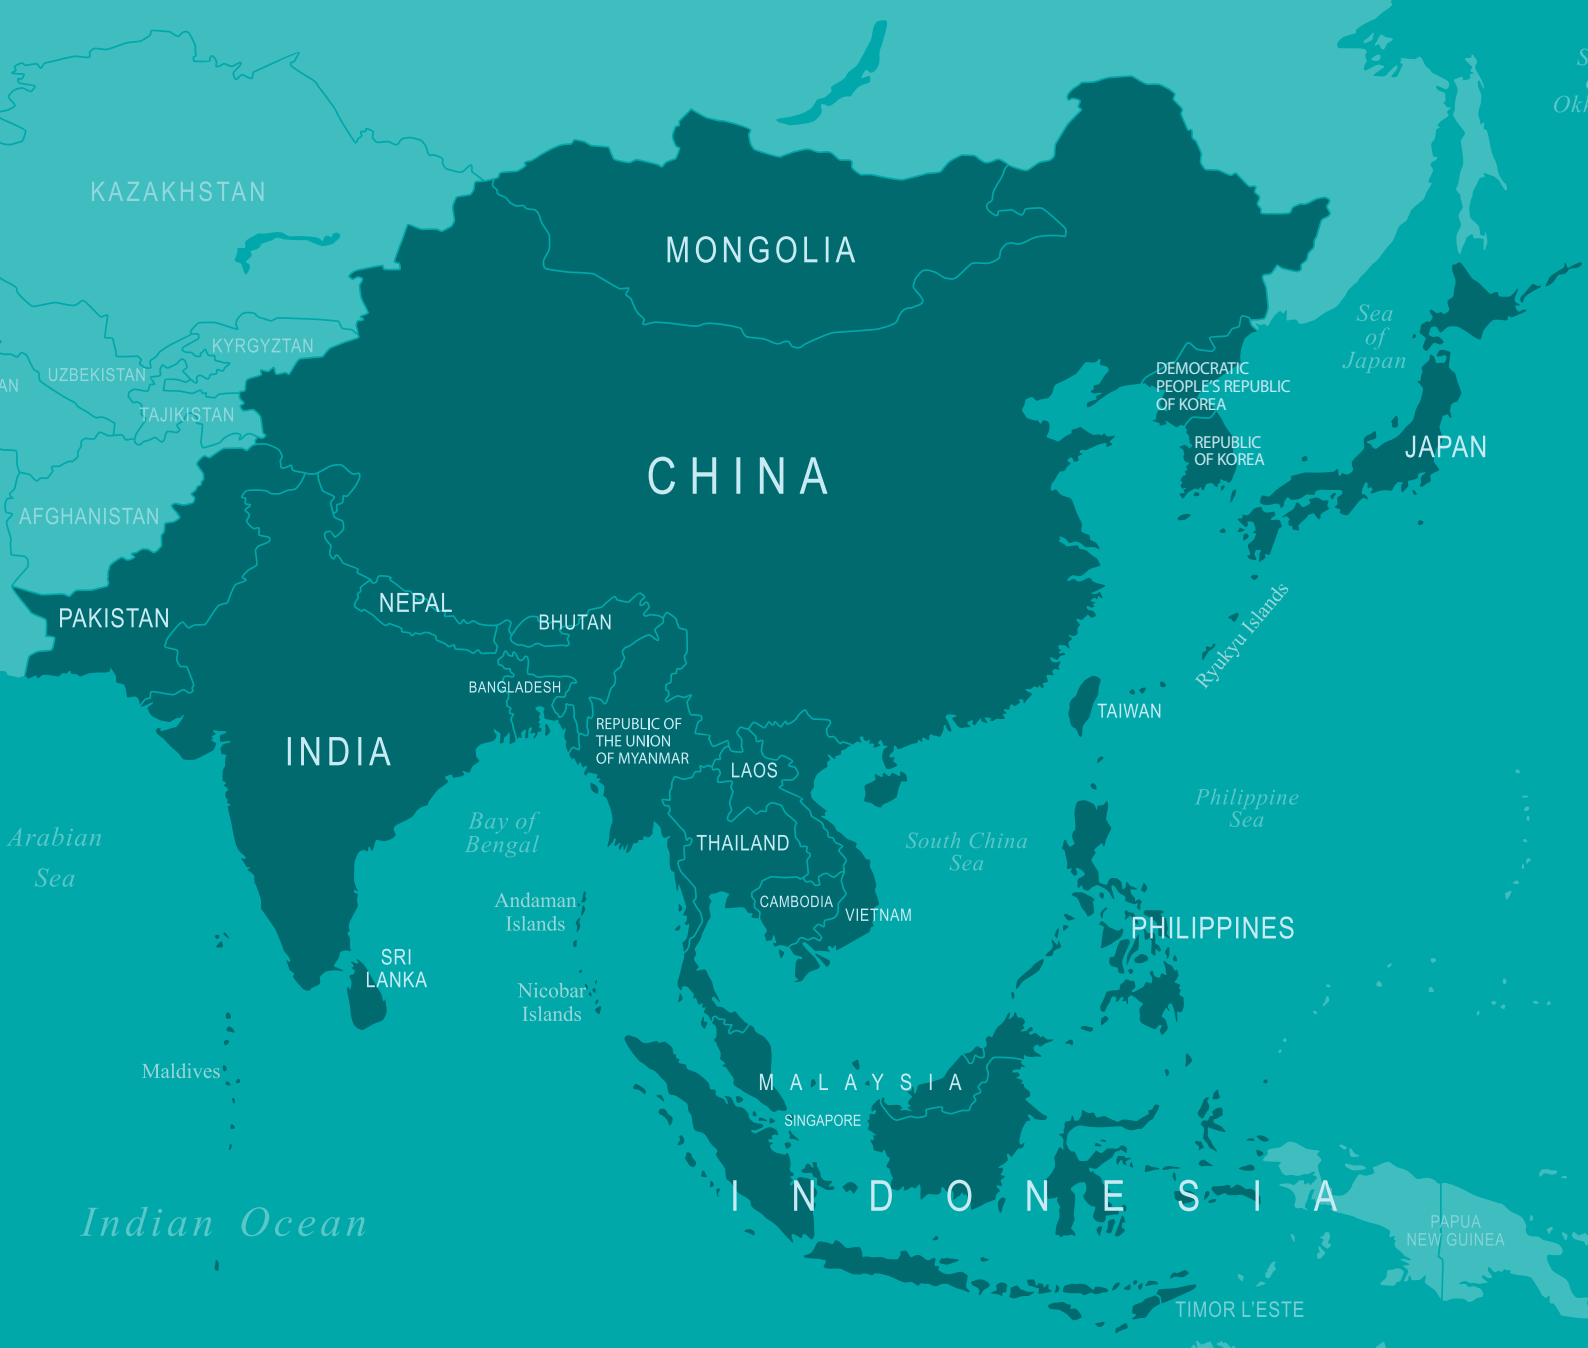 S
Okh
KAZAKHSTAN
MONGOLIA
Sea
of
Japan
KYRGYZTAN
UZBEKISTAN
AN
TAJIKISTAN
DEMOCRATIC
PEOPLE'S REPUBLIC
OF KOREA
REPUBLIC
OF KOREA
JAPAN
CHINA
AFGHANISTAN
PAKISTAN
NEPAL
BHUTAN
Ryukyu Islands
BANGLADESH
TAIWAN
REPUBLIC OF
THE UNION
OF MYANMAR
INDIA
LAOS
Philippine
Sea
Arabian
Sea
Bay of
Bengal
THAILAND
South China
Sea
Andaman
Islands
CAMBODIA
VIETNAM
PHILIPPINES
SRI
LANKA
Nicobar
Islands
Maldives
MALAYSIA
SINGAPORE
INDONESIA
Indian Ocean
PAPUA
NEW GUINEA
TIMOR L'ESTE